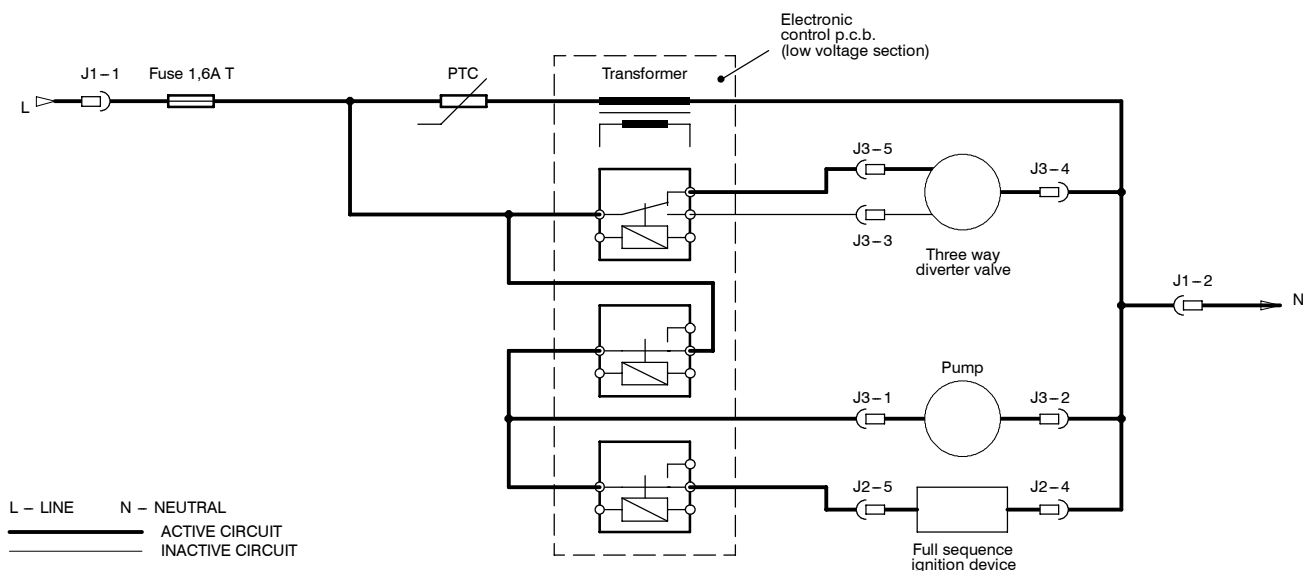 Electronic
control p.c.b.
(low voltage section)
J1-1
Fuse 1,6A T
PTC
Transformer
L
J3-5
J3-4
J3-3
Three way
diverter valve
J1-2
N
Pump
J3-1
J3-2
J2-5
J2-4
Full sequence
ignition device
L - LINE N - NEUTRAL
ACTIVE CIRCUIT
INACTIVE CIRCUIT